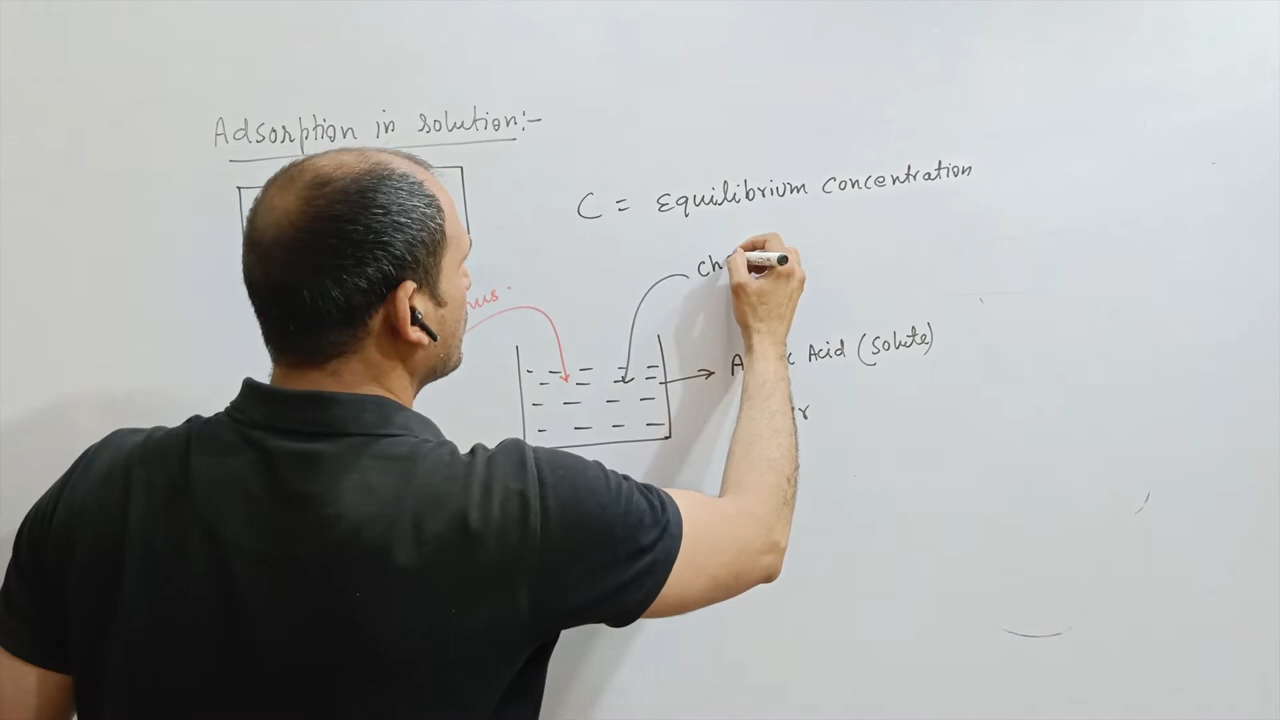 Adsorption in solution:-
C = Equilibrium concentration
Ch
Acid (Solute)